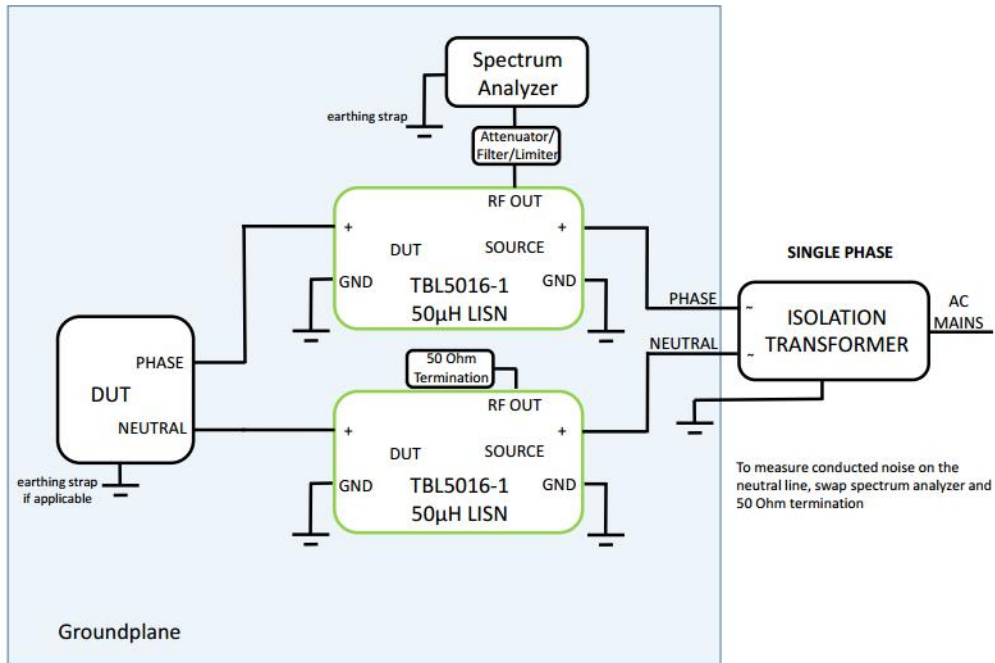 Spectrum
Analyzer
earthing strap
Attenuator/
Filter/Limiter
RF OUT
+
+
DUT
SOURCE
GND
GND
TBL5016-1
50µH LISN
SINGLE PHASE
PHASE
~
ISOLATION
TRANSFORMER
AC
MAINS
NEUTRAL
~
50 Ohm
Termination
PHASE
DUT
NEUTRAL
RF OUT
+
+
DUT
SOURCE
GND
GND
TBL5016-1
50µH LISN
earthing strap
if applicable
To measure conducted noise on the
neutral line, swap spectrum analyzer and
50 Ohm termination
Groundplane